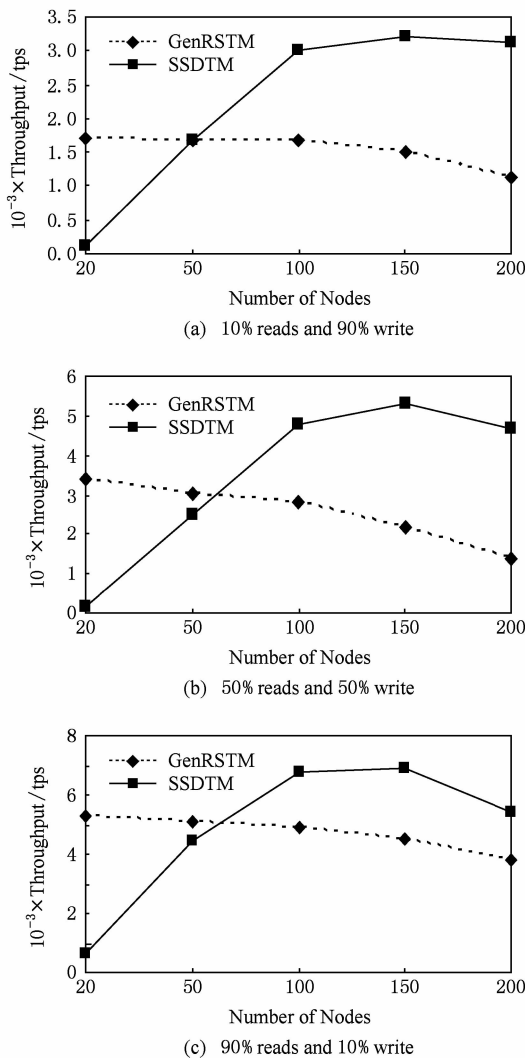 3.5
3.0
2.5
2.0
1.5
1.0
0.5
0.0
10⁻³×Throughput/tps
GenRSTM
SSDTM
20 50 100 150 200
Number of Nodes
(a) 10% reads and 90% write
6
5
4
3
2
1
0
10⁻³×Throughput/tps
GenRSTM
SSDTM
20 50 100 150 200
Number of Nodes
(b) 50% reads and 50% write
8
6
4
2
0
10⁻³×Throughput/tps
GenRSTM
SSDTM
20 50 100 150 200
Number of Nodes
(c) 90% reads and 10% write